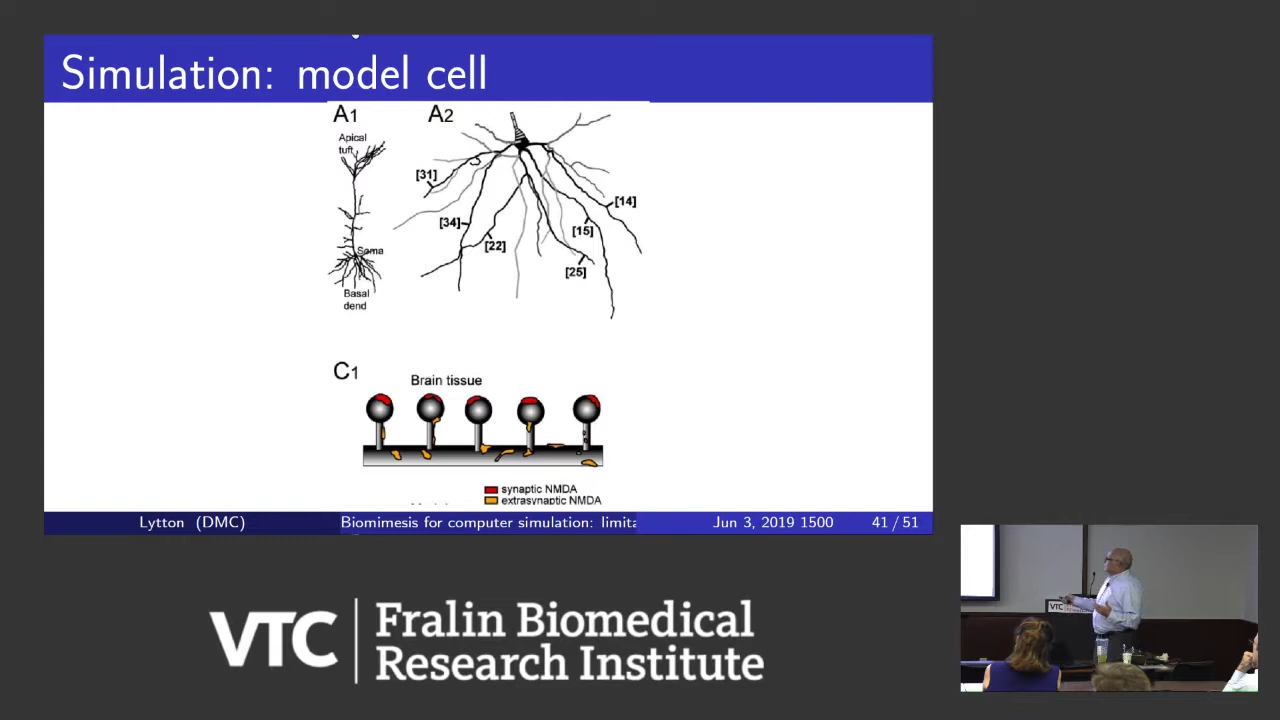 Simulation: model cell
A1
A2
Apical
tuft
Soma
Basal
dend
[31]
[34]
[22]
[14]
[15]
[25]
C1
Brain tissue
synaptic NMDA
extrasynaptic NMDA
Lytton (DMC)
Biomimesis for computer simulation: limita
Jun 3, 2019 1500
41 / 51
VTC
Fralin Biomedical
Research Institute
VTC